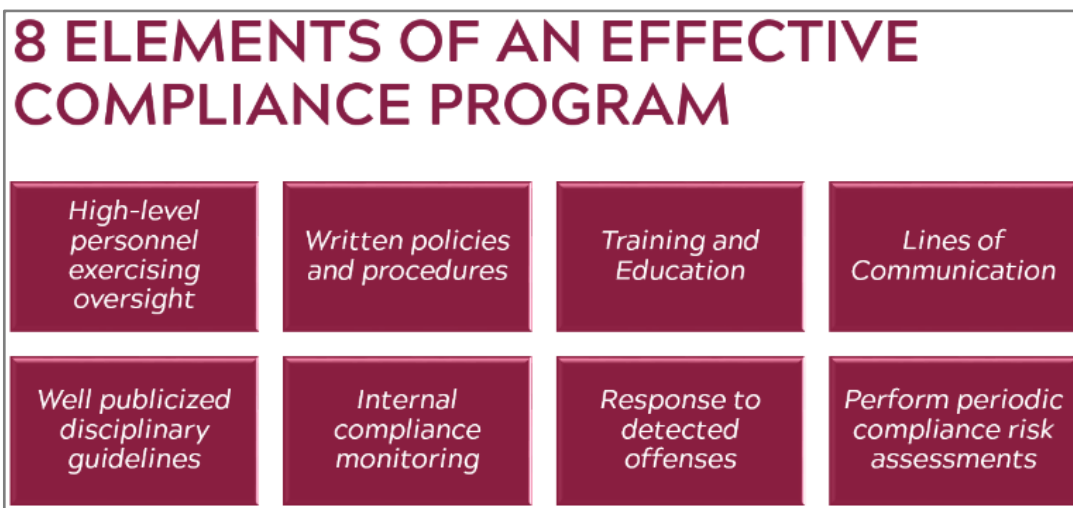 8 ELEMENTS OF AN EFFECTIVE
COMPLIANCE PROGRAM
High-level
personnel
exercising
oversight
Written policies
and procedures
Training and
Education
Lines of
Communication
Well publicized
disciplinary
guidelines
Internal
compliance
monitoring
Response to
detected
offenses
Perform periodic
compliance risk
assessments